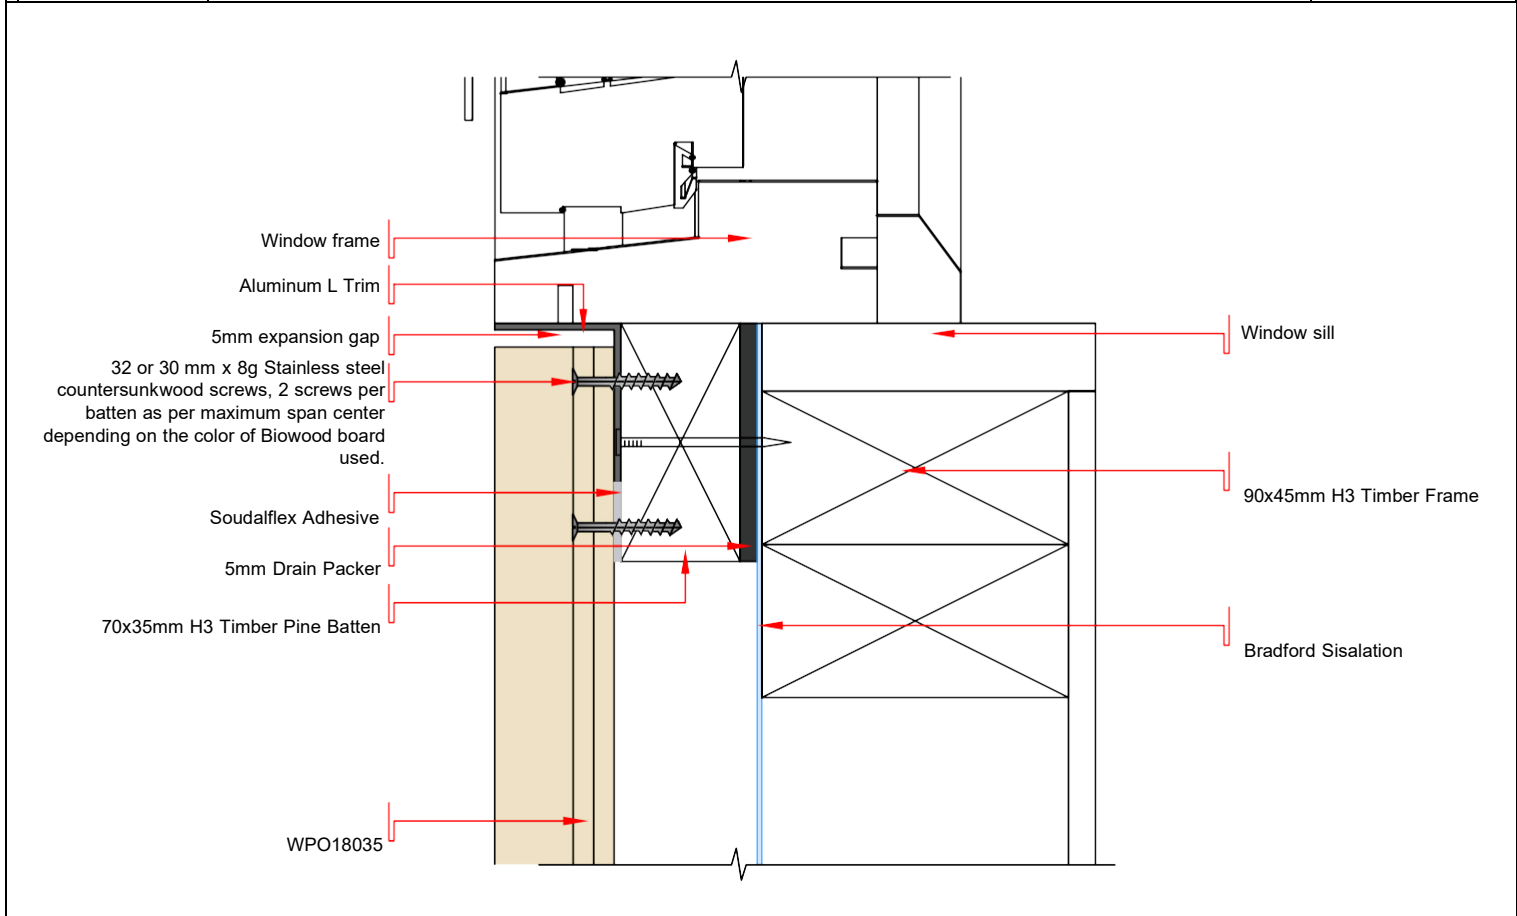 Window frame
Aluminum L Trim
5mm expansion gap
32 or 30 mm x 8g Stainless steel
countersunkwood screws, 2 screws per
batten as per maximum span center
depending on the color of Biowood board
used.
Soudalflex Adhesive
5mm Drain Packer
70x35mm H3 Timber Pine Batten
WPO18035
Window sill
90x45mm H3 Timber Frame
Bradford Sisalation